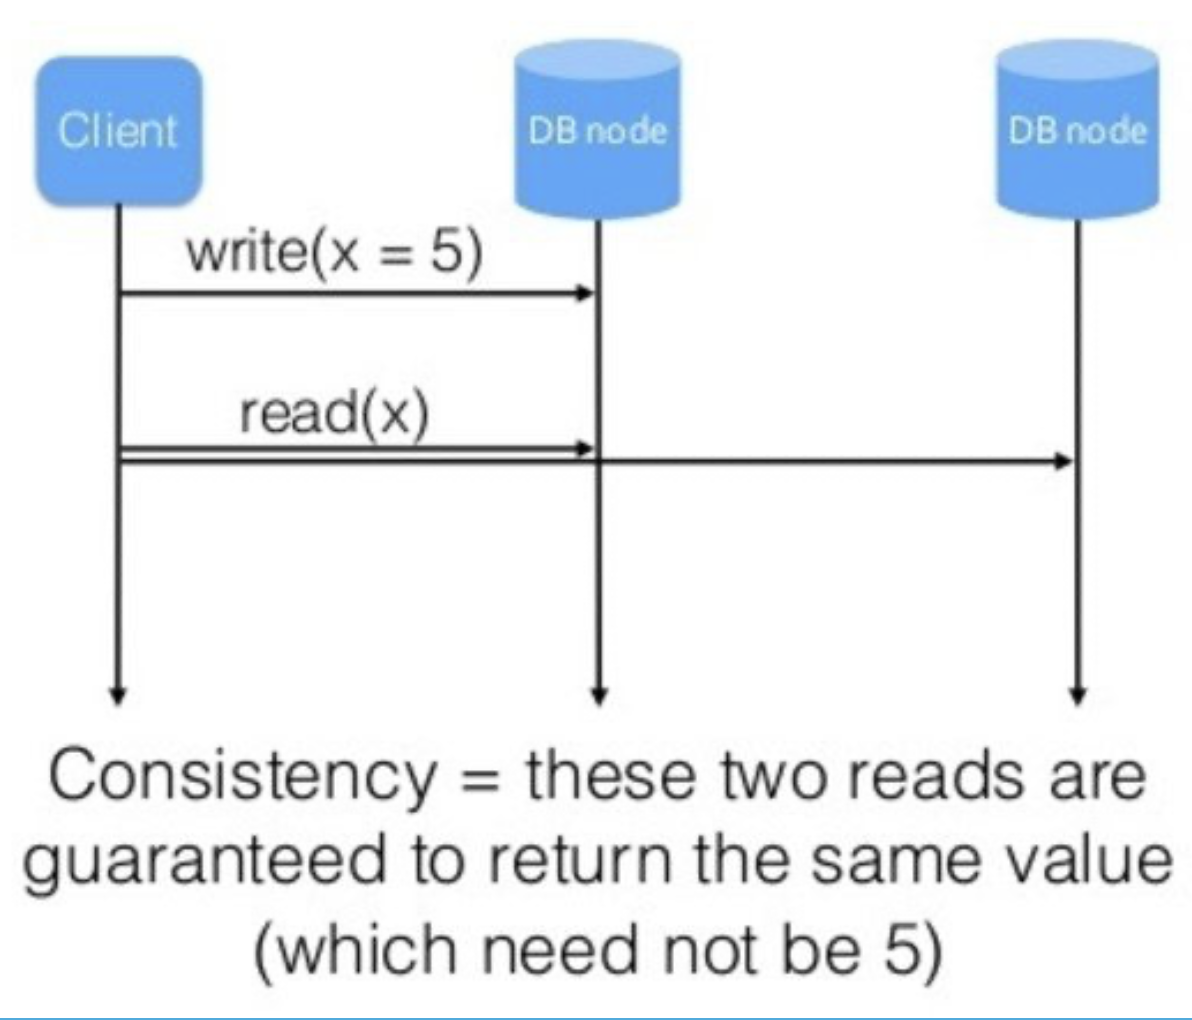 Client
DB node
DB node
write(x = 5)
read(x)
Consistency = these two reads are
guaranteed to return the same value
(which need not be 5)